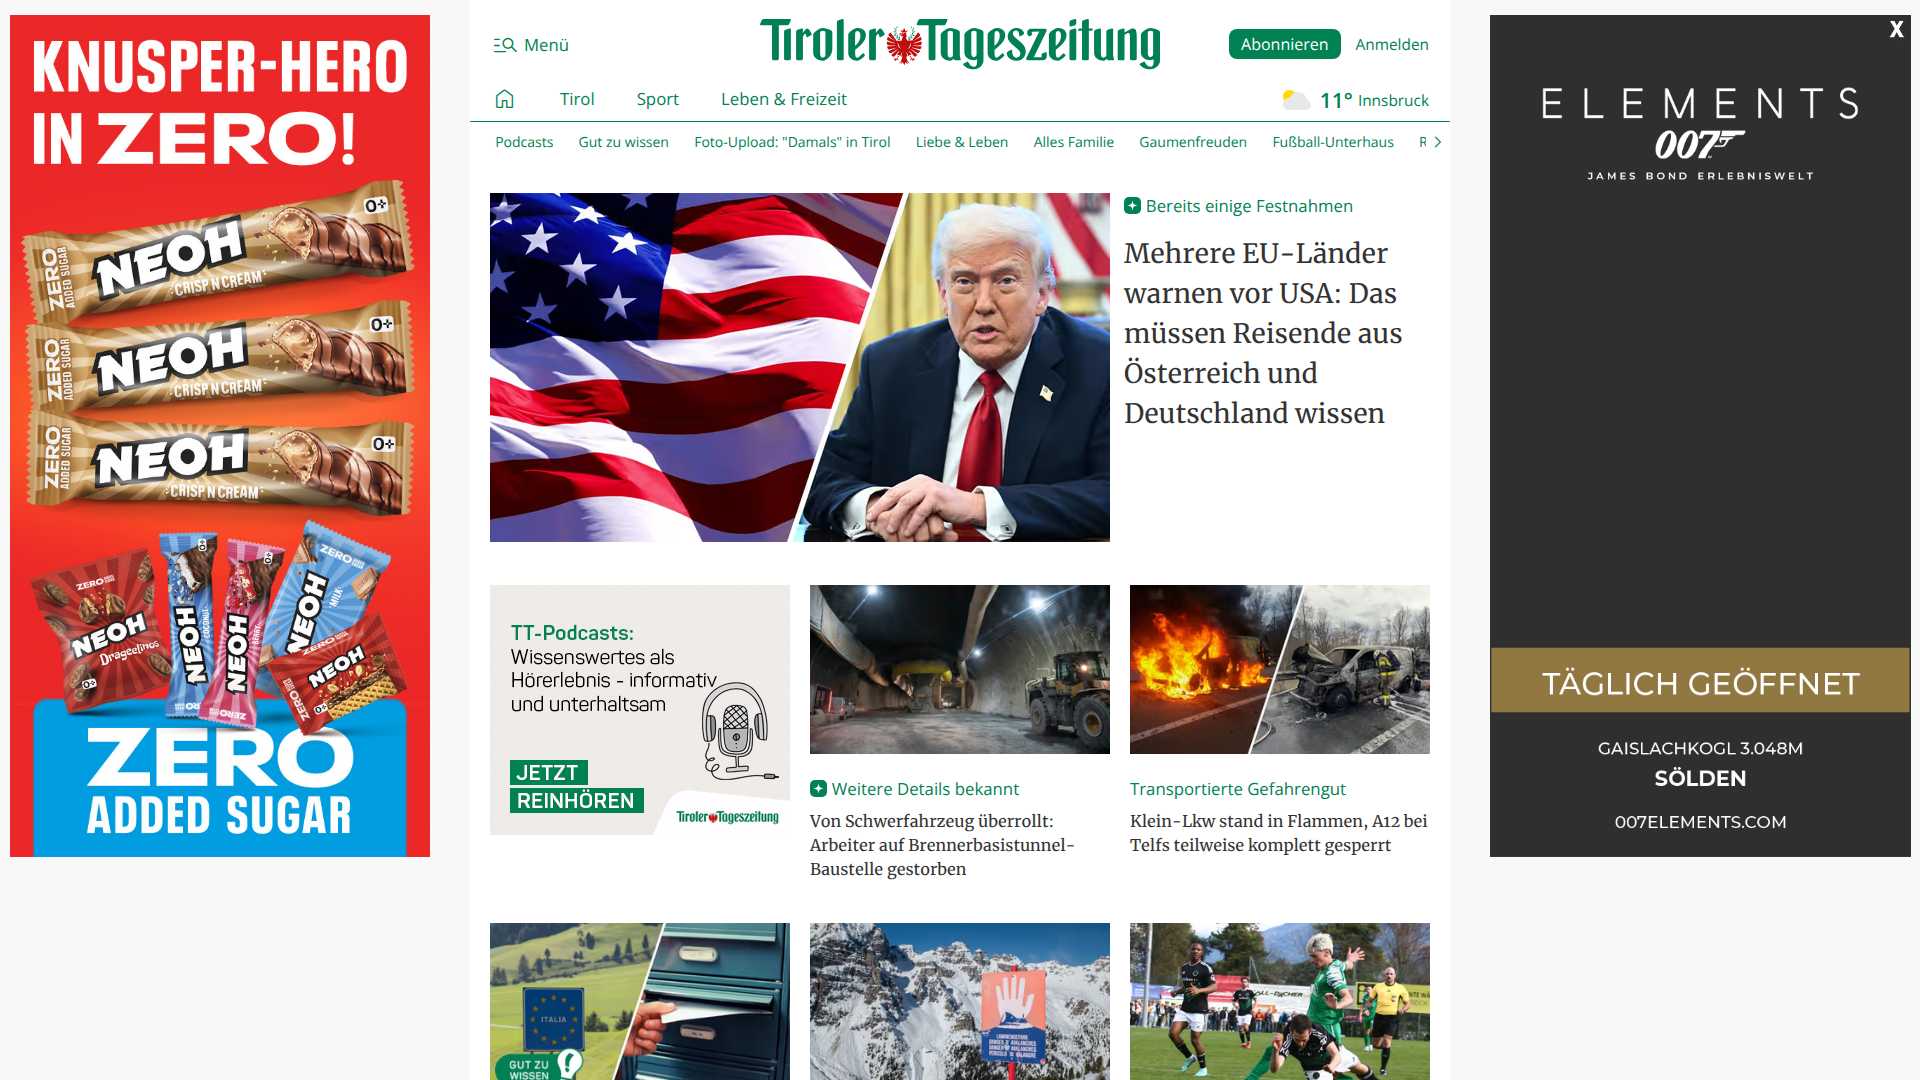 KNUSPER-HERO
IN ZERO!
ZERO
ADDED SUGAR
NEOH
CRISP N CREAM
0+
ZERO
ADDED SUGAR
NEOH
CRISP N CREAM
0+
ZERO
ADDED SUGAR
NEOH
CRISP N CREAM
0+
ZERO
NEOH
Drageelinos
NEOH
COCONUT
NEOH
ZERO
NEOH
MILK
ZERO
NEOH
ZERO
ADDED SUGAR
Menü
Tiroler Tageszeitung
Abonnieren
Anmelden
Tirol
Sport
Leben & Freizeit
11° Innsbruck
Podcasts
Gut zu wissen
Foto-Upload: "Damals" in Tirol
Liebe & Leben
Alles Familie
Gaumenfreuden
Fußball-Unterhaus
Bereits einige Festnahmen
Mehrere EU-Länder
warnen vor USA: Das
müssen Reisende aus
Österreich und
Deutschland wissen
TT-Podcasts:
Wissenswertes als
Hörerlebnis - informativ
und unterhaltsam
JETZT
REINHÖREN
Tiroler Tageszeitung
Weitere Details bekannt
Von Schwerfahrzeug überrollt:
Arbeiter auf Brennerbasistunnel-
Baustelle gestorben
Transportierte Gefahrengut
Klein-Lkw stand in Flammen, A12 bei
Telfs teilweise komplett gesperrt
ITALIA
GUT ZU
WISSEN
X
ELEMENTS
007
JAMES BOND ERLEBNISWELT
TÄGLICH GEÖFFNET
GAISLACHKOGL 3.048M
SÖLDEN
007ELEMENTS.COM